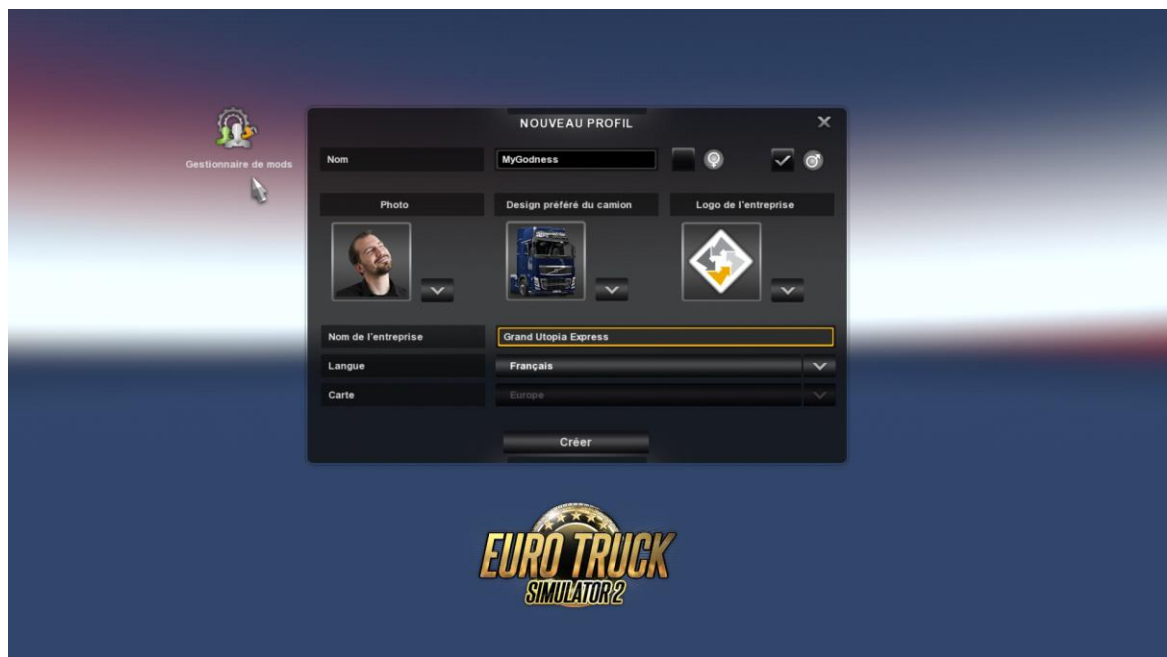 NOUVEAU PROFIL
Gestionnaire de mods
Nom
MyGodness
Photo
Design préféré du camion
Logo de l'entreprise
Nom de l'entreprise
Grand Utopia Express
Langue
Français
Carte
Europe
Créer
EURO TRUCK
SIMULATOR 2